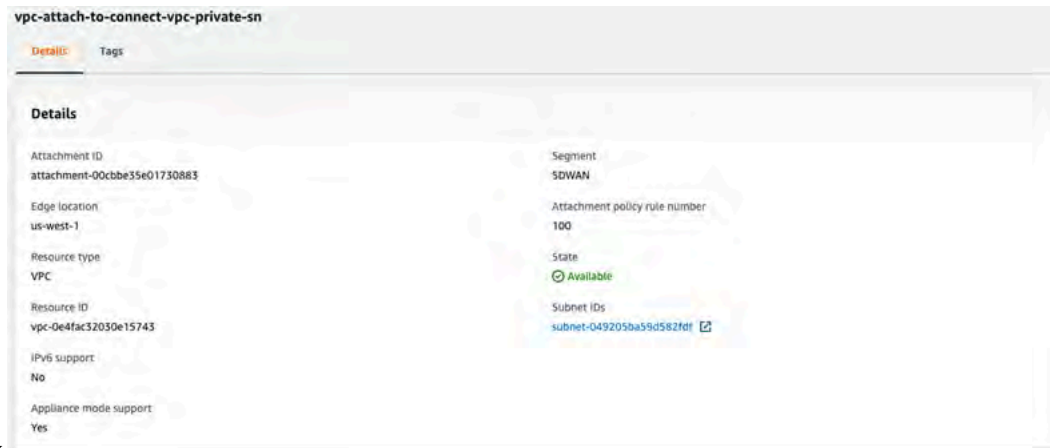 vpc-attach-to-connect-vpc-private-sn
Details
Tags
Details
Attachment ID
attachment-00cbbe35e01730883
Segment
SDWAN
Edge location
us-west-1
Attachment policy rule number
100
Resource type
VPC
State
Available
Resource ID
vpc-0e4fac32030e15743
Subnet IDs
subnet-049205ba59d582fdf
IPv6 support
No
Appliance mode support
Yes